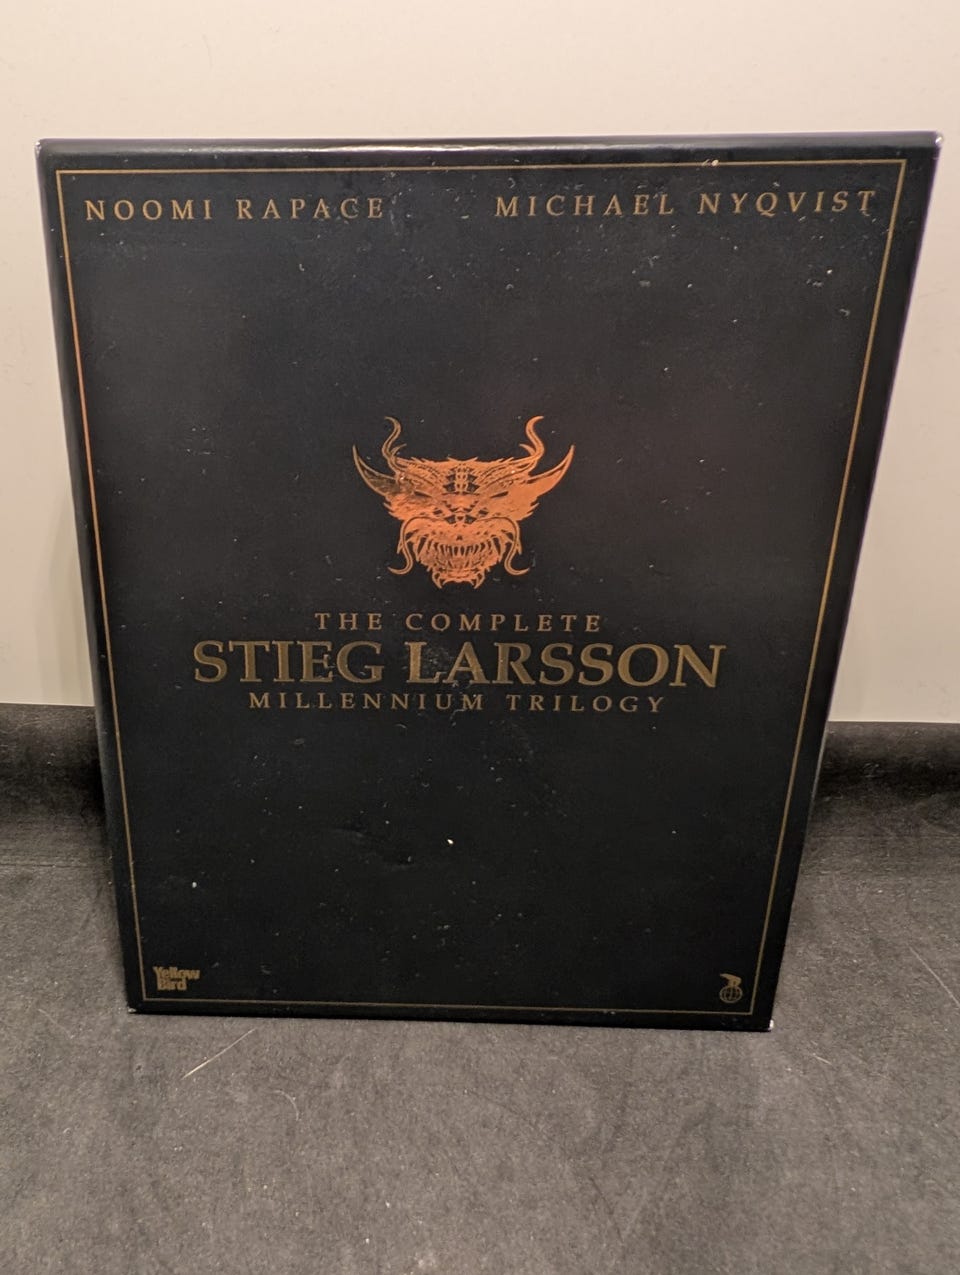 NOOMI RAPACE MICHAEL NYQVIST
THE COMPLETE
STIEG LARSSON
MILLENNIUM TRILOGY
Yellow
Bird